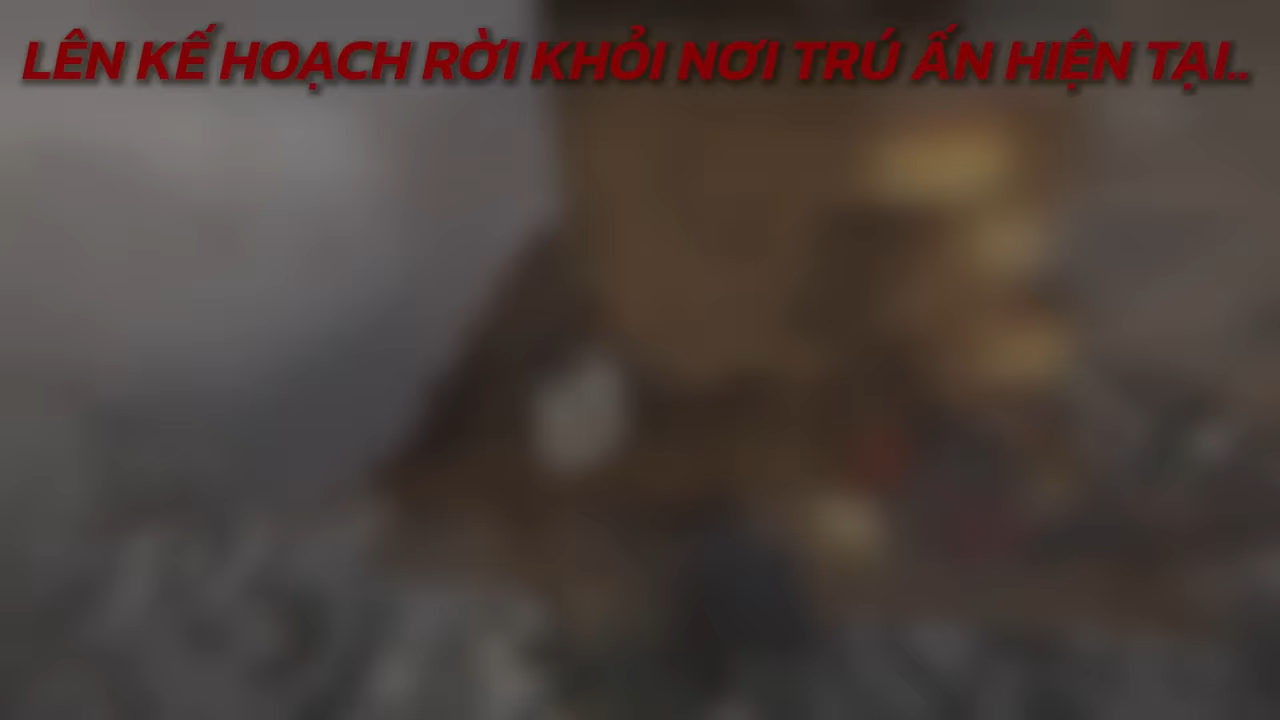 LÊN KẾ HOẠCH RỜI KHỎI NƠI TRÚ ẨN HIỆN TẠI..